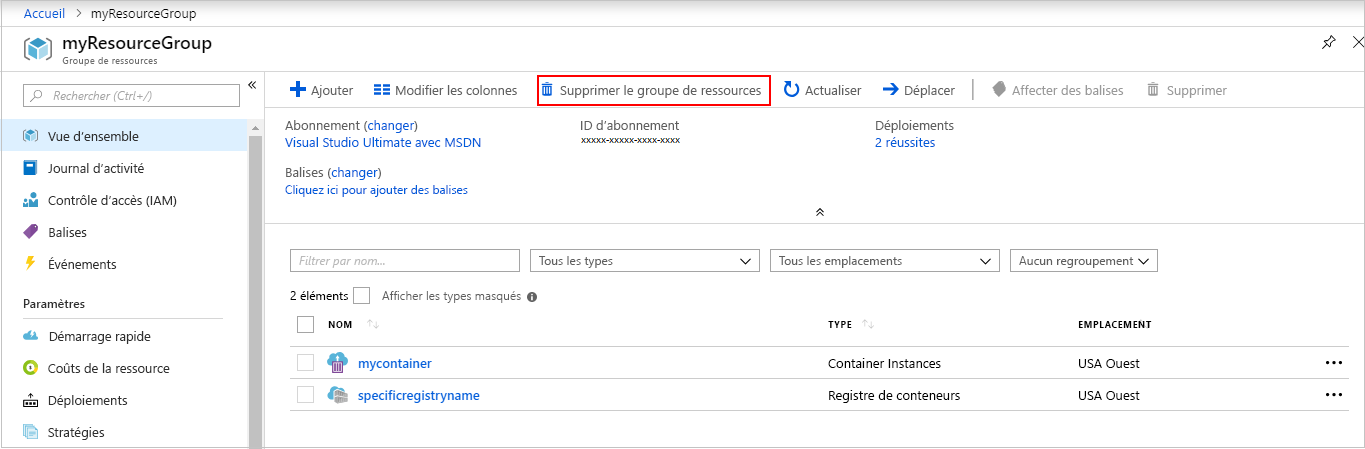 Accueil > myResourceGroup
myResourceGroup
Groupe de ressources
Rechercher (Ctrl+/)
Vue d'ensemble
Journal d'activité
Contrôle d'accès (IAM)
Balises
Événements
Paramètres
Démarrage rapide
Coûts de la ressource
Déploiements
Stratégies
Ajouter Modifier les colonnes Supprimer le groupe de ressources Actualiser Déplacer Affecter des balises Supprimer
Abonnement (changer) ID d'abonnement Déploiements
Visual Studio Ultimate avec MSDN xxxxx-xxxxx-xxxx-xxxx 2 réussites
Balises (changer)
Cliquez ici pour ajouter des balises
Filtrer par nom... Tous les types Tous les emplacements Aucun regroupement
2 éléments Afficher les types masqués
NOM TYPE EMPLACEMENT
mycontainer Container Instances USA Ouest
specificregistryname Registre de conteneurs USA Ouest